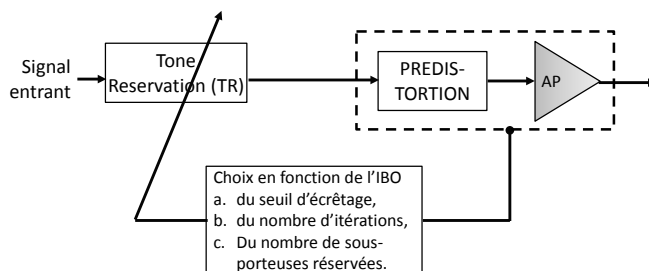 Signal
entrant
Tone
Reservation (TR)
PREDIS-
TORTION
AP
Choix en fonction de l’IBO
a. du seuil d’écrêtage,
b. du nombre d’itérations,
c. Du nombre de sous-
porteuses réservées.